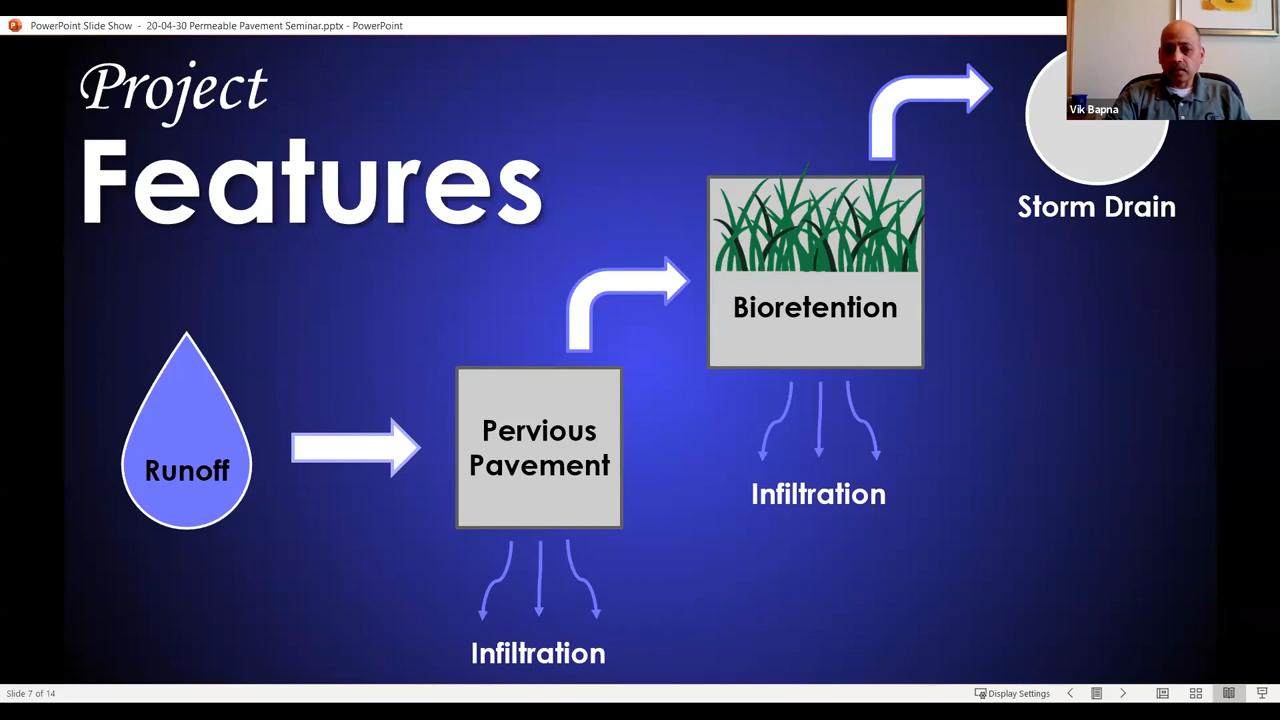 PowerPoint Slide Show - 20-04-30 Permeable Pavement Seminar.pptx - PowerPoint
Vik Bapna
Project
Features
Storm Drain
Bioretention
Runoff
Pervious
Pavement
Infiltration
Infiltration
Slide 7 of 14
Display Settings